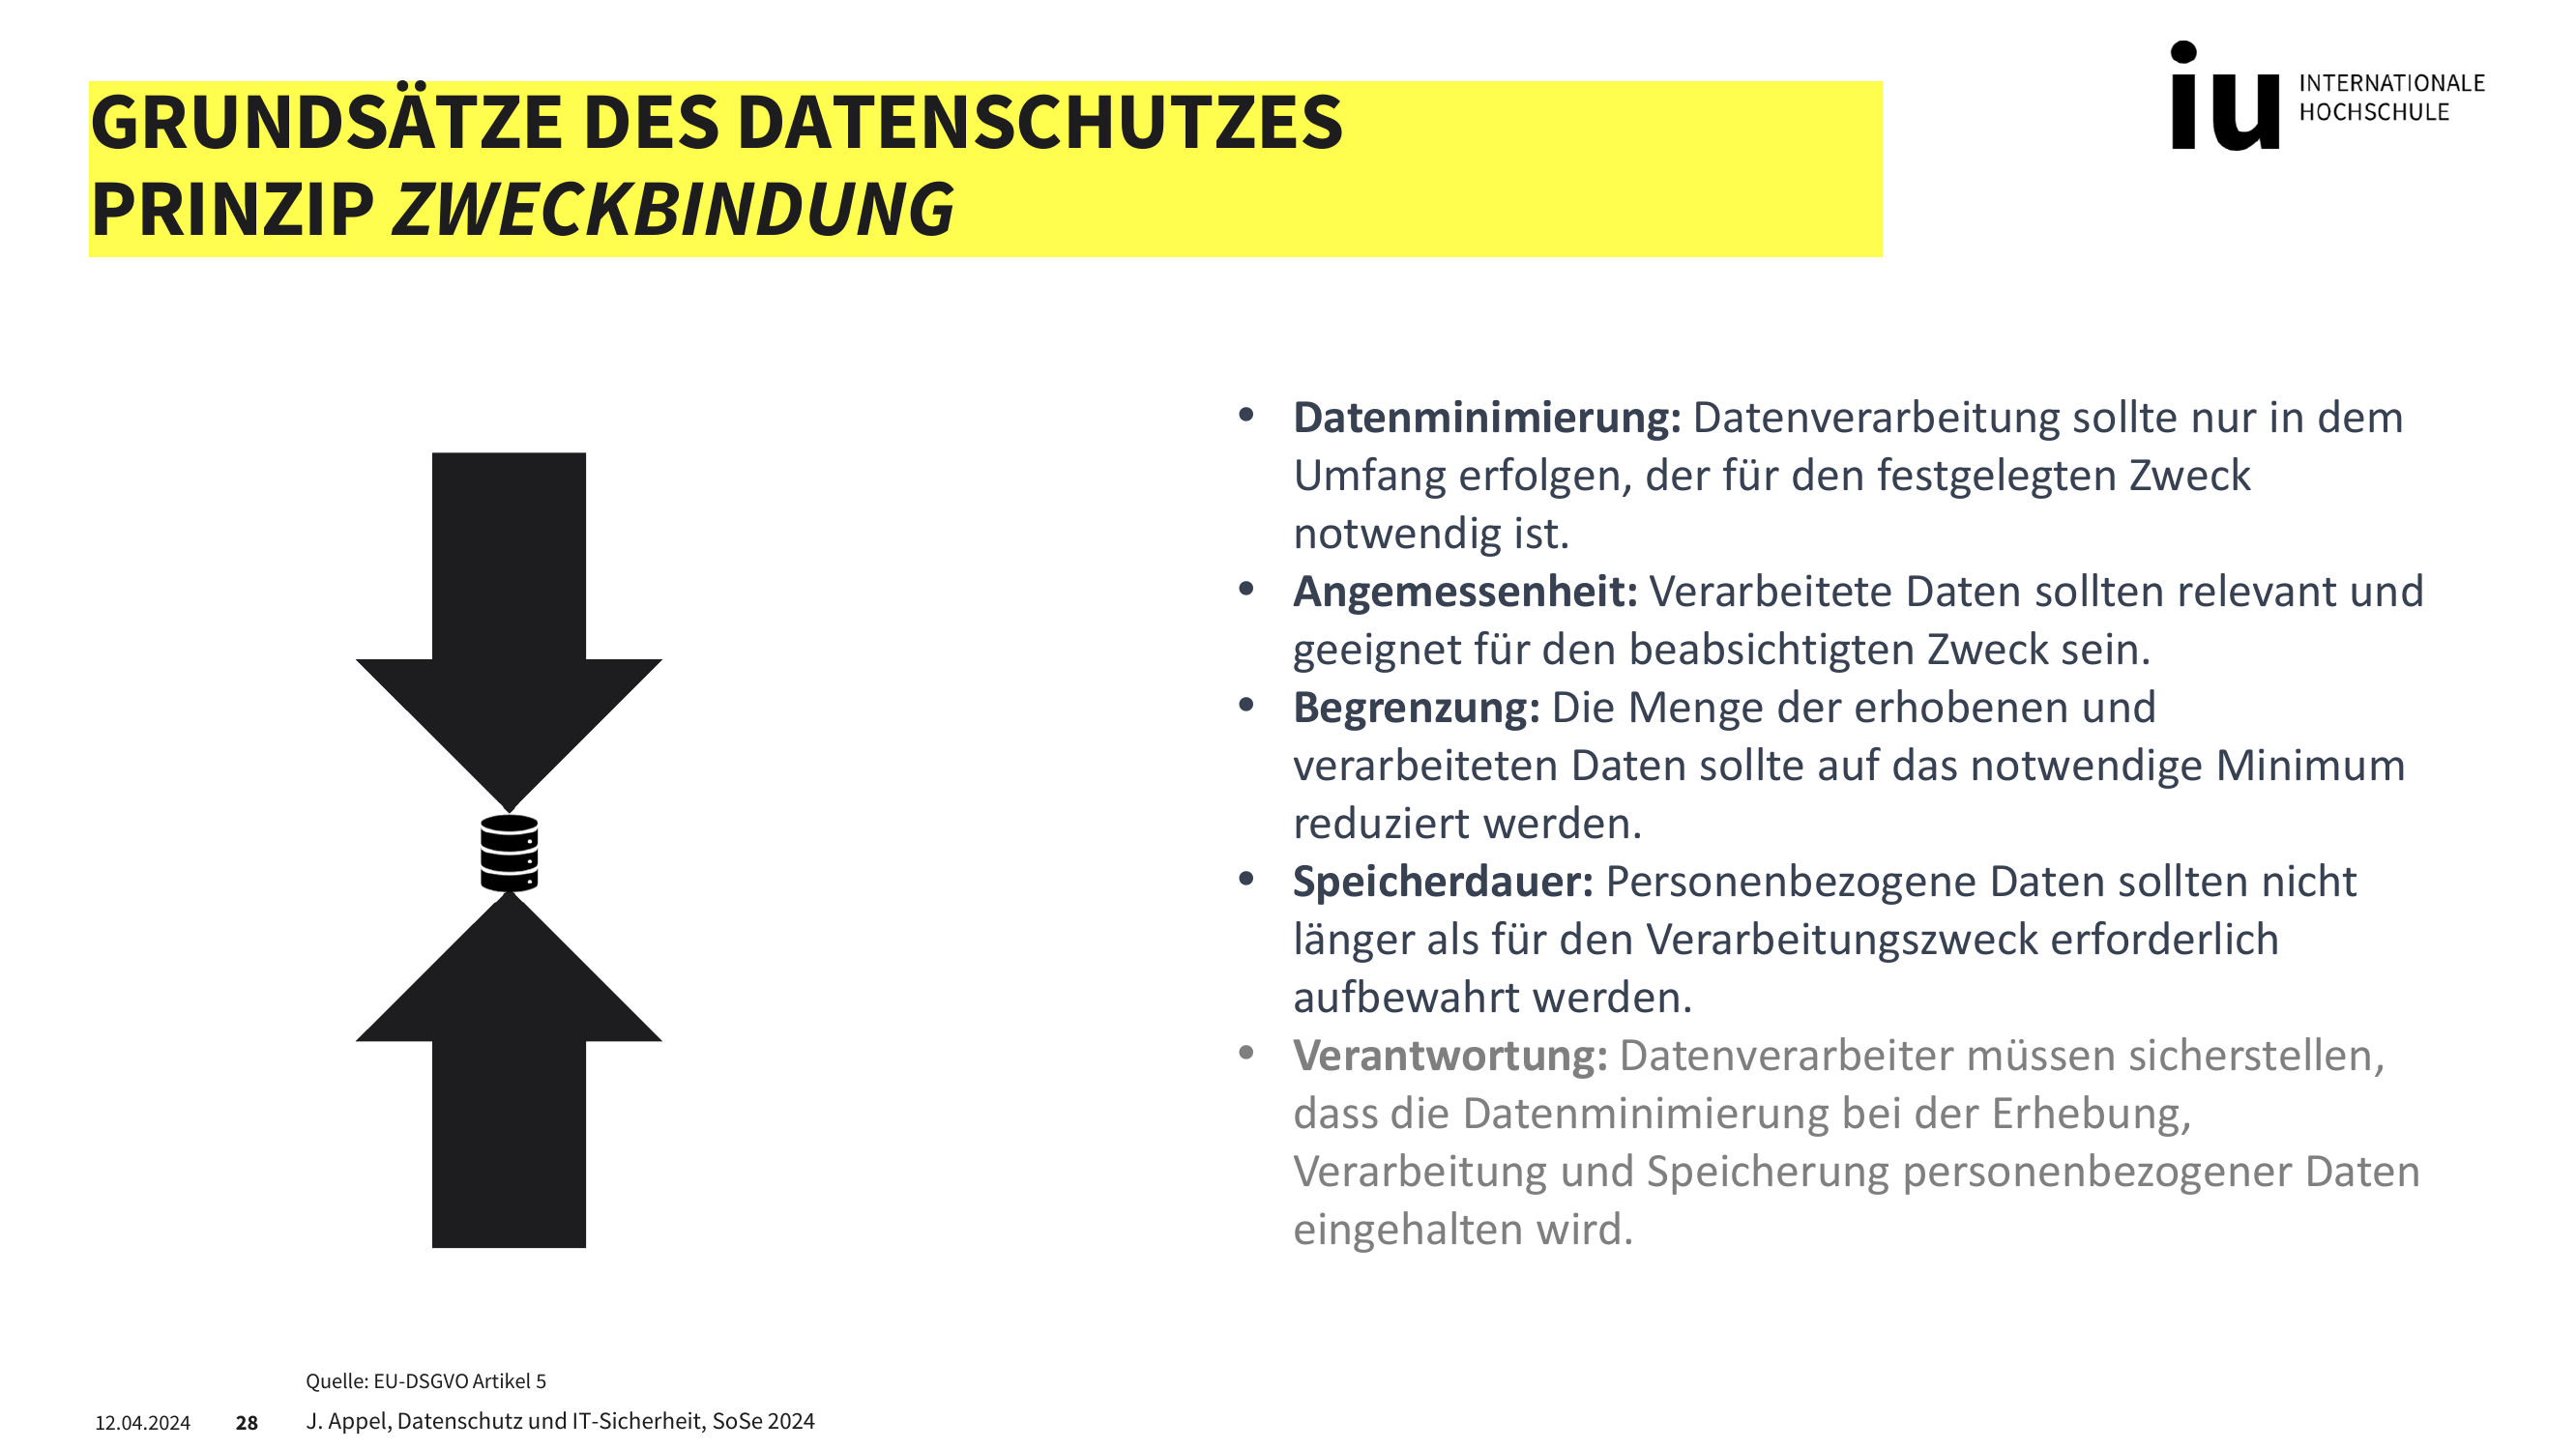 GRUNDSÄTZE DES DATENSCHUTZES
PRINZIP ZWECKBINDUNG
iu INTERNATIONALE
HOCHSCHULE
• Datenminimierung: Datenverarbeitung sollte nur in dem
Umfang erfolgen, der für den festgelegten Zweck
notwendig ist.
• Angemessenheit: Verarbeitete Daten sollten relevant und
geeignet für den beabsichtigten Zweck sein.
• Begrenzung: Die Menge der erhobenen und
verarbeiteten Daten sollte auf das notwendige Minimum
reduziert werden.
• Speicherdauer: Personenbezogene Daten sollten nicht
länger als für den Verarbeitungszweck erforderlich
aufbewahrt werden.
• Verantwortung: Datenverarbeiter müssen sicherstellen,
dass die Datenminimierung bei der Erhebung,
Verarbeitung und Speicherung personenbezogener Daten
eingehalten wird.
Quelle: EU-DSGVO Artikel 5
12.04.2024 28 J. Appel, Datenschutz und IT-Sicherheit, SoSe 2024